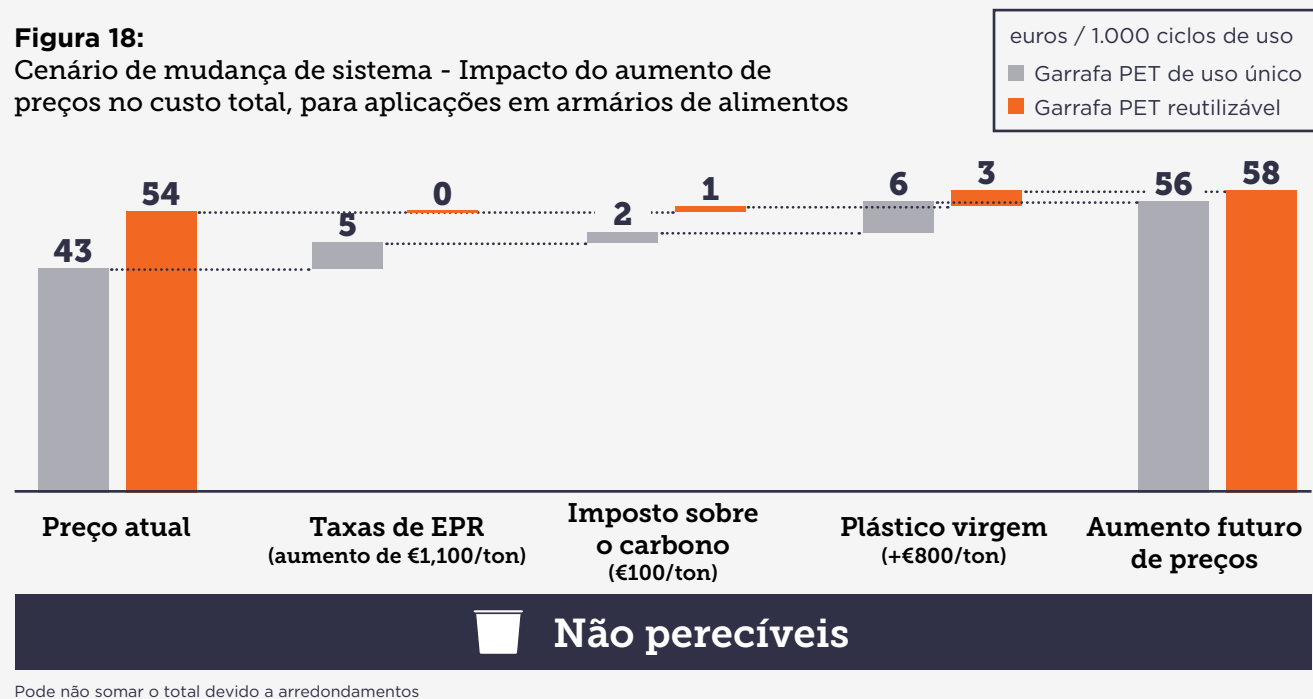 Figura 18:
Cenário de mudança de sistema - Impacto do aumento de
preços no custo total, para aplicações em armários de alimentos
euros / 1.000 ciclos de uso
Garrafa PET de uso único
Garrafa PET reutilizável
43
54
5
0
2
1
6
3
56
58
Preço atual
Taxas de EPR
(aumento de €1,100/ton)
Imposto sobre
o carbono
(€100/ton)
Plástico virgem
(+€800/ton)
Aumento futuro
de preços
Não perecíveis
Pode não somar o total devido a arredondamentos